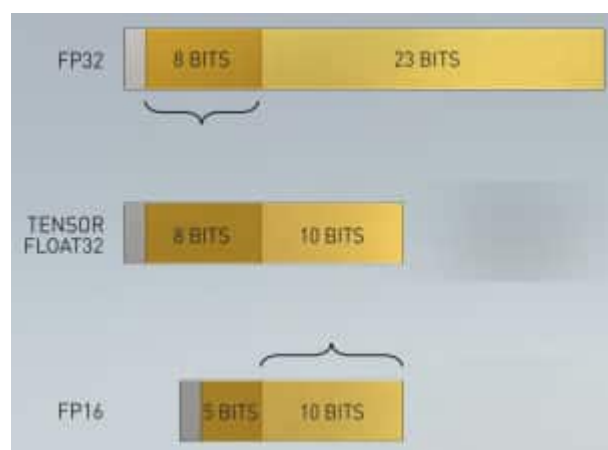 FP32
8 BITS
23 BITS
TENSOR
FLOAT32
8 BITS
10 BITS
FP16
5 BITS
10 BITS